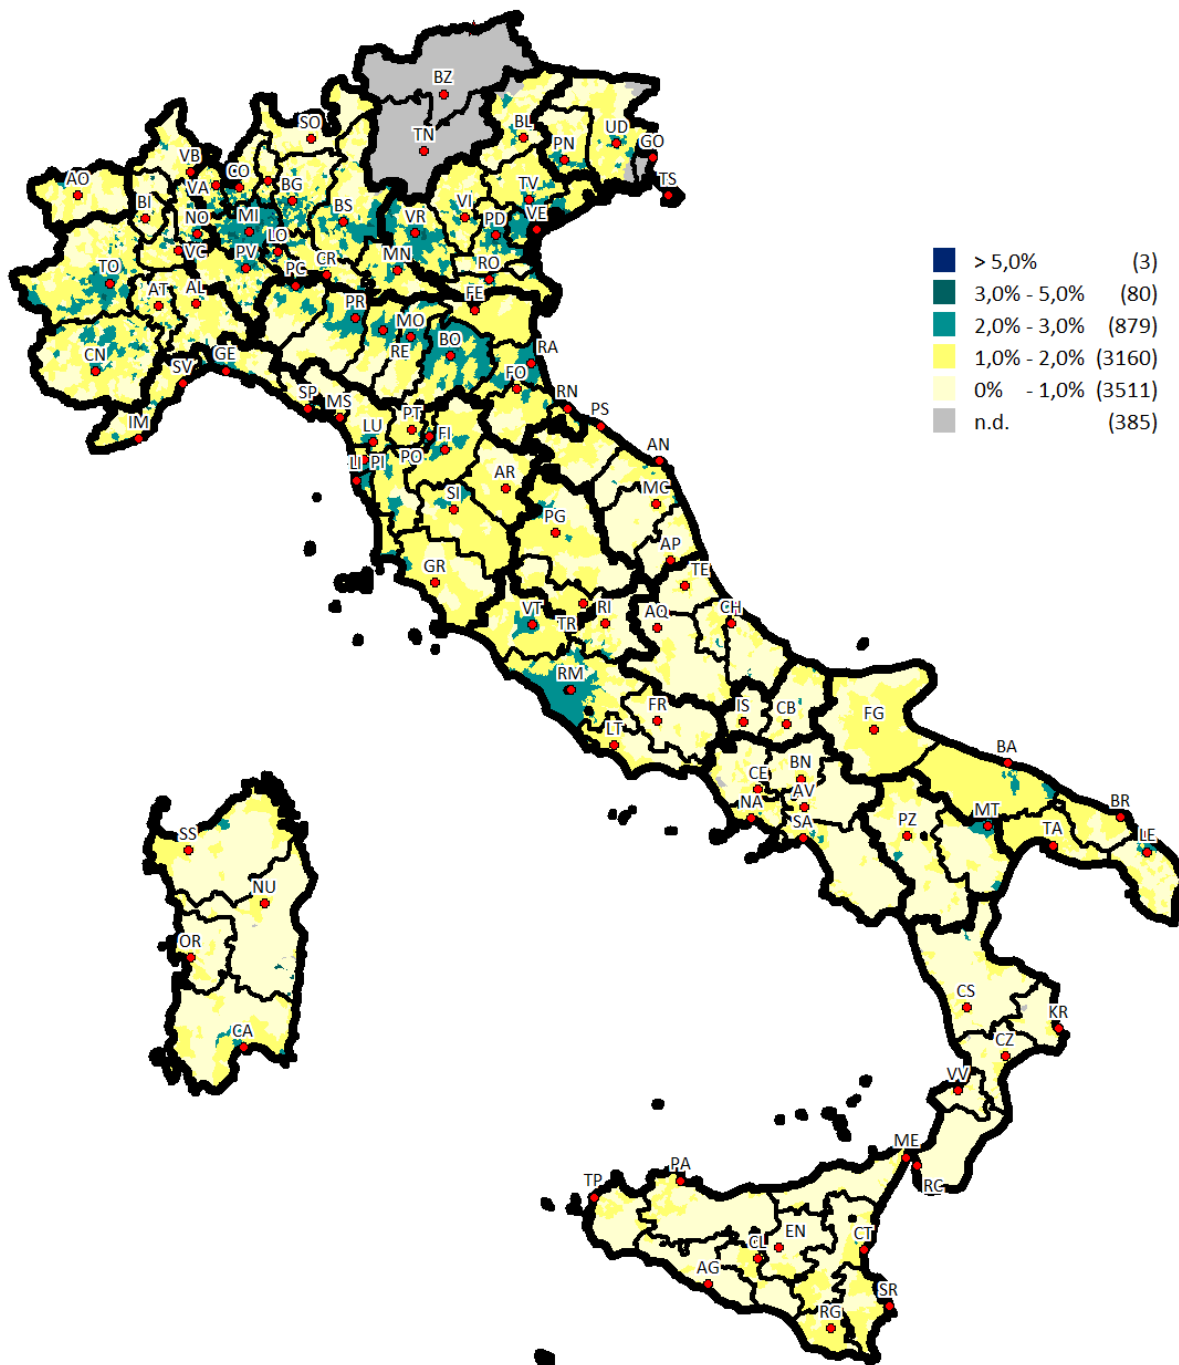 BZ
SO
TN
BL
UD
PN
GO
VB
CO
AO
VA
BG
TS
BI
TV
NO
MI
BS
VR
VI
PD
VE
LO
VC
TO
PV
CR
MN
RO
> 5,0% (3)
PC
3,0% - 5,0% (80)
AT
AL
FE
PR
MO
2,0% - 3,0% (879)
RE
BO
RA
CN
GE
1,0% - 2,0% (3160)
SV
FO
0% - 1,0% (3511)
SP
MS
RN
PS
n.d. (385)
IM
LU
PT
FI
PO
AN
LI
PI
AR
SI
MC
PG
AP
GR
TE
VT
TR
RI
AQ
CH
RM
FR
IS
CB
FG
LT
BA
CE
BN
NA
AV
BR
SA
PZ
MT
TA
LE
SS
NU
OR
CS
KR
CA
CZ
VV
ME
TP
PA
RC
EN
CT
CL
AG
SR
RG